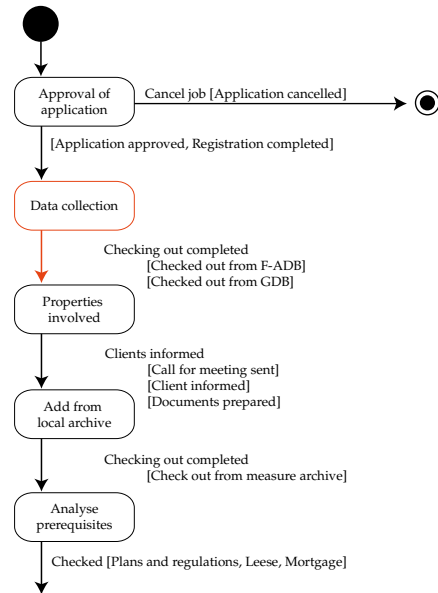 Approval of
application
Cancel job [Application cancelled]
[Application approved, Registration completed]
Data collection
Checking out completed
[Checked out from F-ADB]
[Checked out from GDB]
Properties
involved
Clients informed
[Call for meeting sent]
[Client informed]
[Documents prepared]
Add from
local archive
Checking out completed
[Check out from measure archive]
Analyse
prerequisites
Checked [Plans and regulations, Leese, Mortgage]